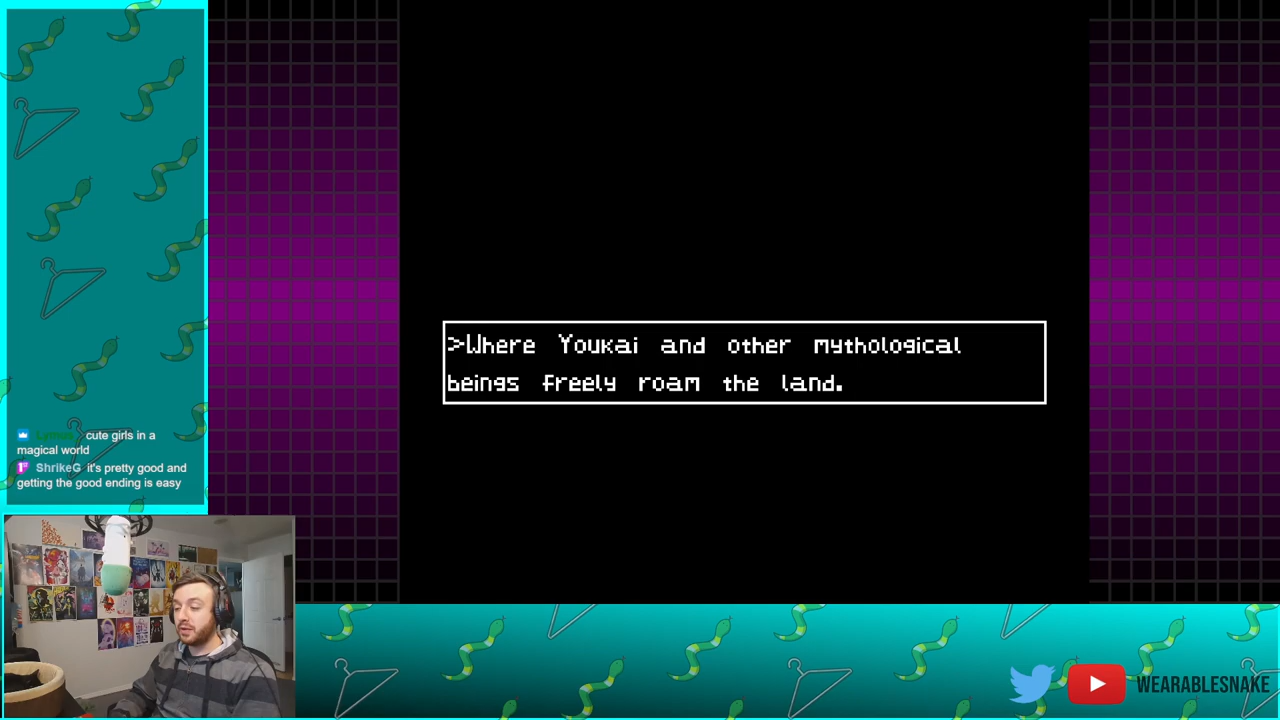 >Where Youkai and other mythological
beings freely roam the land.
Lymus cute girls in a
magical world
ShrikeG it's pretty good and
getting the good ending is easy
WEARABLESNAKE